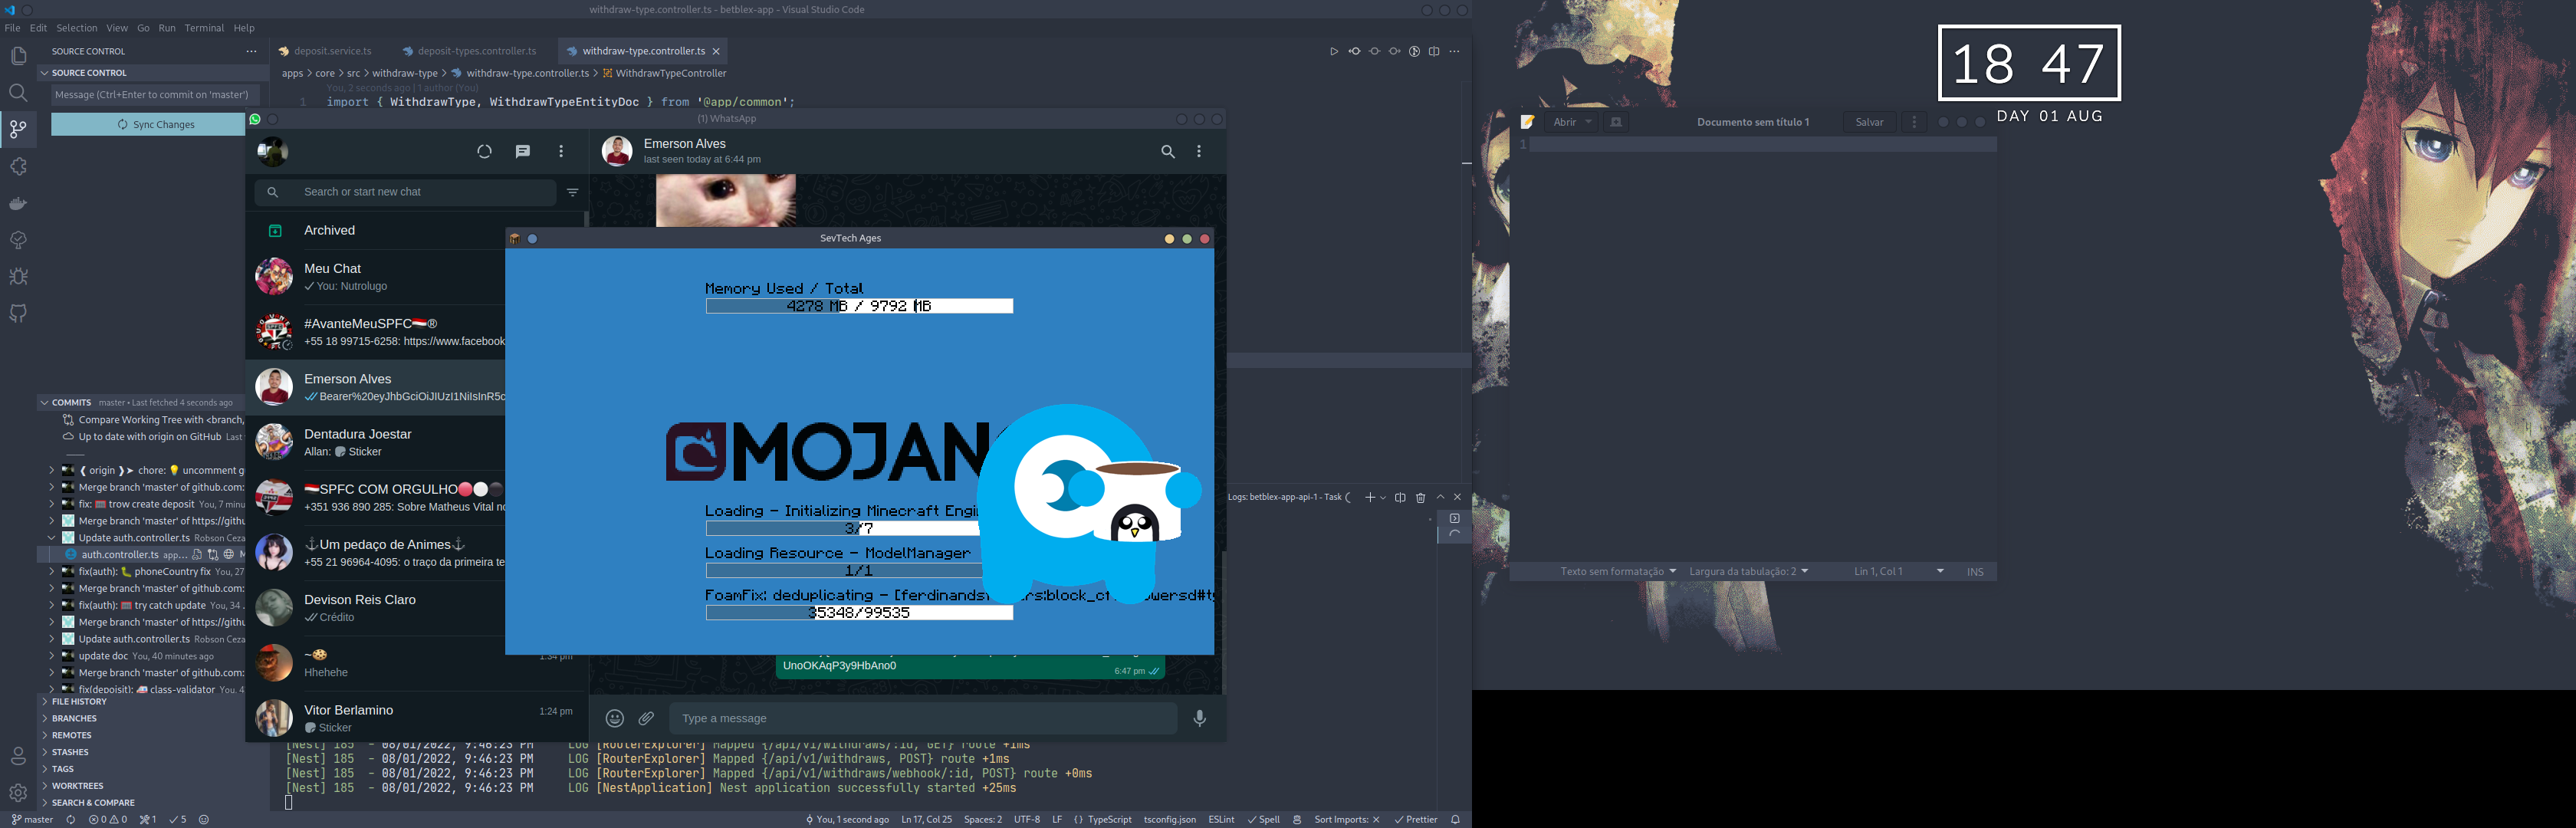 withdraw-type.controller.ts - betblex-app - Visual Studio Code
File Edit Selection View Go Run Terminal Help
SOURCE CONTROL
SOURCE CONTROL
Message (Ctrl+Enter to commit on 'master')
Sync Changes
deposit.service.ts deposit-types.controller.ts withdraw-type.controller.ts
apps > core > src > withdraw-type > withdraw-type.controller.ts > WithdrawTypeController
You, 2 seconds ago | 1 author (You)
1 import { WithdrawType, WithdrawTypeEntityDoc } from '@app/common';
COMMITS master • Last fetched 4 seconds ago
Compare Working Tree with <branch,
Up to date with origin on GitHub Last
❰ origin ❱➤ chore: 💡 uncomment g
Merge branch 'master' of github.com:
fix: trow create deposit You, 7 minu
Merge branch 'master' of https://githu
Update auth.controller.ts Robson Ceza
auth.controller.ts app... M
fix(auth): 🐛 phoneCountry fix You, 27
Merge branch 'master' of github.com:
fix(auth): try catch update You, 34 .
Merge branch 'master' of https://githu
Update auth.controller.ts Robson Ceza
update doc You, 40 minutes ago
Merge branch 'master' of github.com:
fix(depoisit): class-validator You, 4
FILE HISTORY
BRANCHES
REMOTES
STASHES
TAGS
WORKTREES
SEARCH & COMPARE
(1) WhatsApp
Emerson Alves
last seen today at 6:44 pm
Search or start new chat
Archived
Meu Chat
You: Nutrolugo
#AvanteMeuSPFC®
+55 18 99715-6258: https://www.facebook
Emerson Alves
Bearer%20eyJhbGciOiJIUzI1NiIsInR5c
Dentadura Joestar
Allan: Sticker
SPFC COM ORGULHO🔴⚪⚫
+351 936 890 285: Sobre Matheus Vital no
⚓Um pedaço de Animes⚓
+55 21 96964-4095: o traço da primeira te
Devison Reis Claro
Crédito
~🍪 1:34 pm
Hhehehe
Vitor Berlamino 1:24 pm
Sticker
UnoOKAqP3y9HbAno0
6:47 pm
Type a message
SevTech Ages
Memory Used / Total
4278 MB / 9792 MB
MOJAN
Loading - Initializing Minecraft Engi
3/7
Loading Resource - ModelManager
1/1
FoamFix: deduplicating - [ferdinandsf
35348/99535
Logs: betblex-app-api-1 - Task
[Nest] 185 - 08/01/2022, 9:46:23 PM LOG [RouterExplorer] Mapped {/api/v1/withdraws/:id, GET} route +1ms
[Nest] 185 - 08/01/2022, 9:46:23 PM LOG [RouterExplorer] Mapped {/api/v1/withdraws, POST} route +1ms
[Nest] 185 - 08/01/2022, 9:46:23 PM LOG [RouterExplorer] Mapped {/api/v1/withdraws/webhook/:id, POST} route +0ms
[Nest] 185 - 08/01/2022, 9:46:23 PM LOG [NestApplication] Nest application successfully started +25ms
master 0 0 1 5 You, 1 second ago Ln 17, Col 25 Spaces: 2 UTF-8 LF {} TypeScript tsconfig.json ESLint Spell Sort Imports: Prettier
18 47
DAY 01 AUG
Abrir Documento sem título 1 Salvar
1
Texto sem formatação Largura da tabulação: 2 Lin 1, Col 1 INS